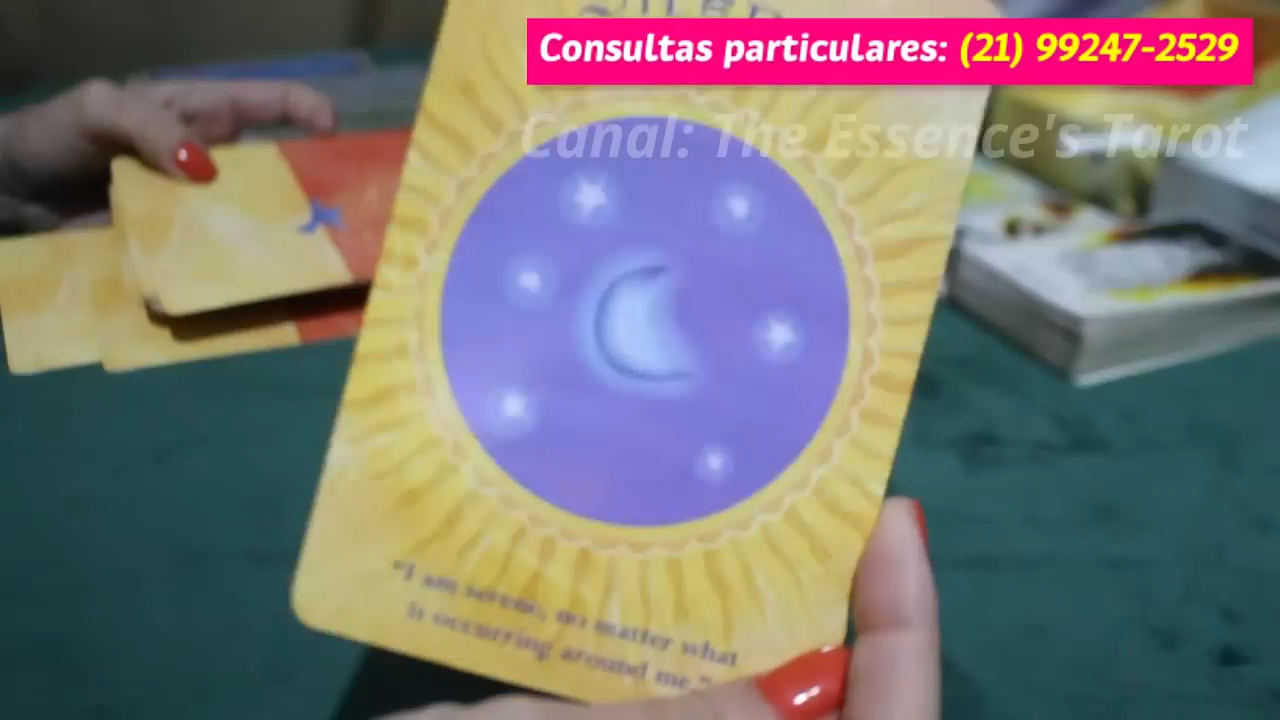 Consultas particulares: (21) 99247-2529
Canal: The Essence's Tarot
"I am serene, no matter what
is occurring around me."